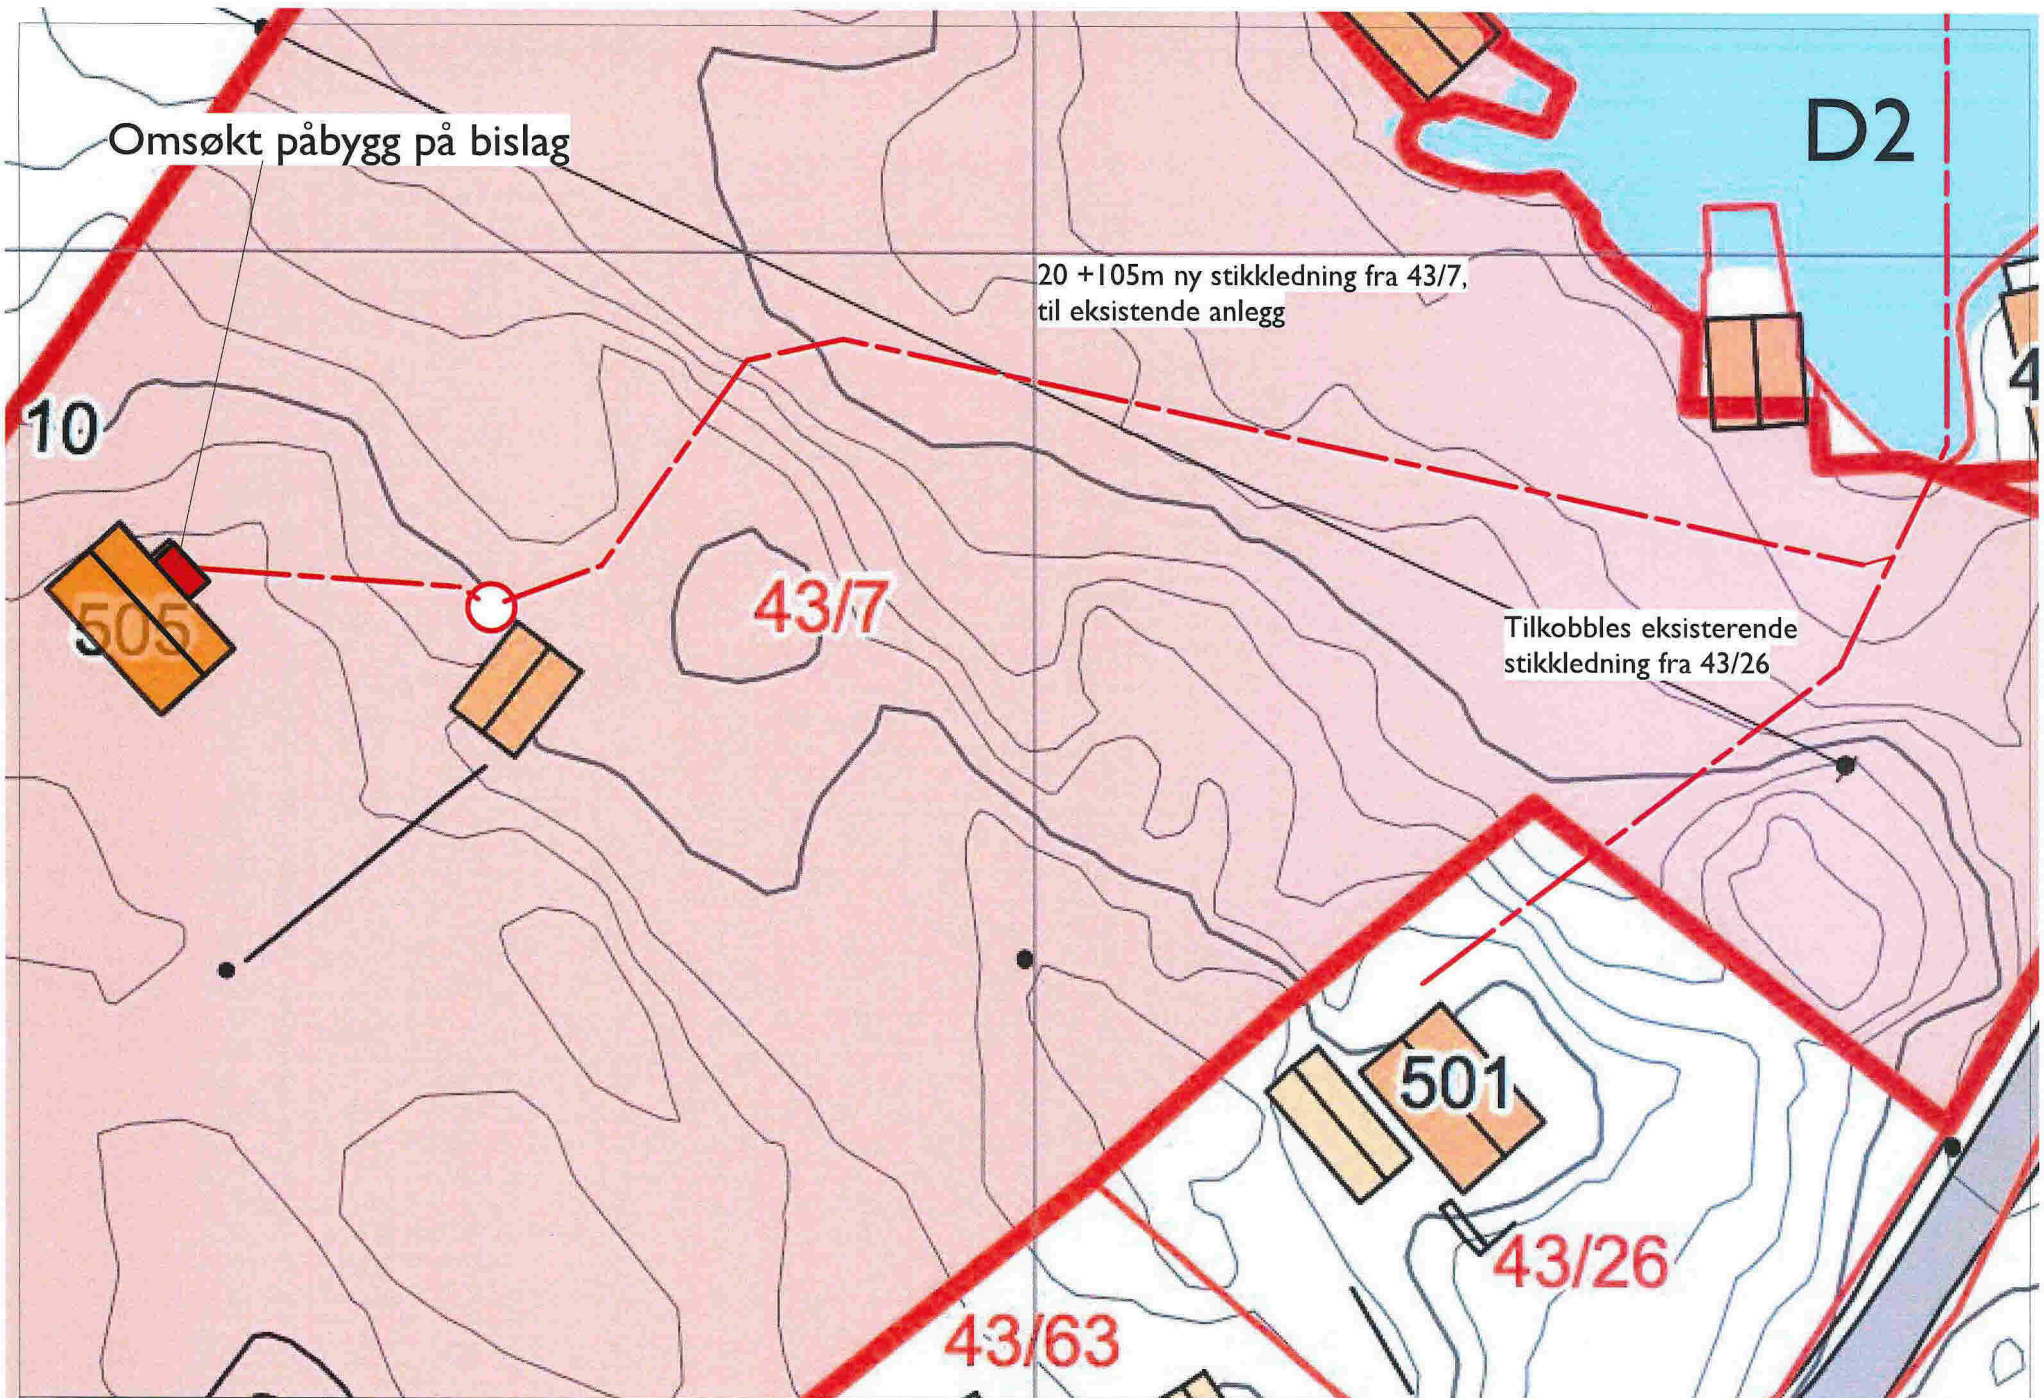 D2
Omsøkt påbygg på bislag
20 +105m ny stikkledning fra 43/7,
til eksistende anlegg
4
10
43/7
505
Tilkobbles eksisterende
stikkledning fra 43/26
501
43/26
43/63